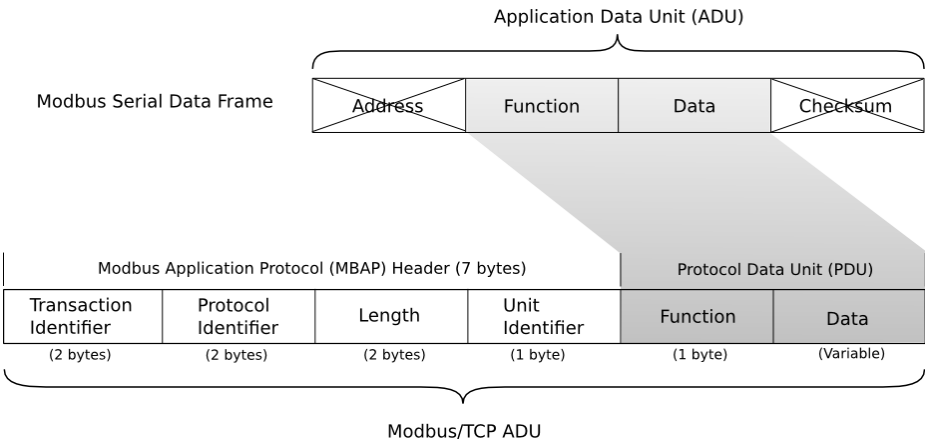 Application Data Unit (ADU)
Modbus Serial Data Frame
Address
Function
Data
Checksum
Modbus Application Protocol (MBAP) Header (7 bytes)
Protocol Data Unit (PDU)
Transaction
Identifier
Protocol
Identifier
Length
Unit
Identifier
Function
Data
(2 bytes)
(2 bytes)
(2 bytes)
(1 byte)
(1 byte)
(Variable)
Modbus/TCP ADU